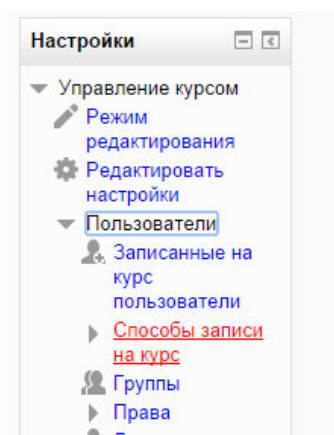 Настройки
Управление курсом
Режим
редактирования
Редактировать
настройки
Пользователи
Записанные на
курс
пользователи
Способы записи
на курс
Группы
Права